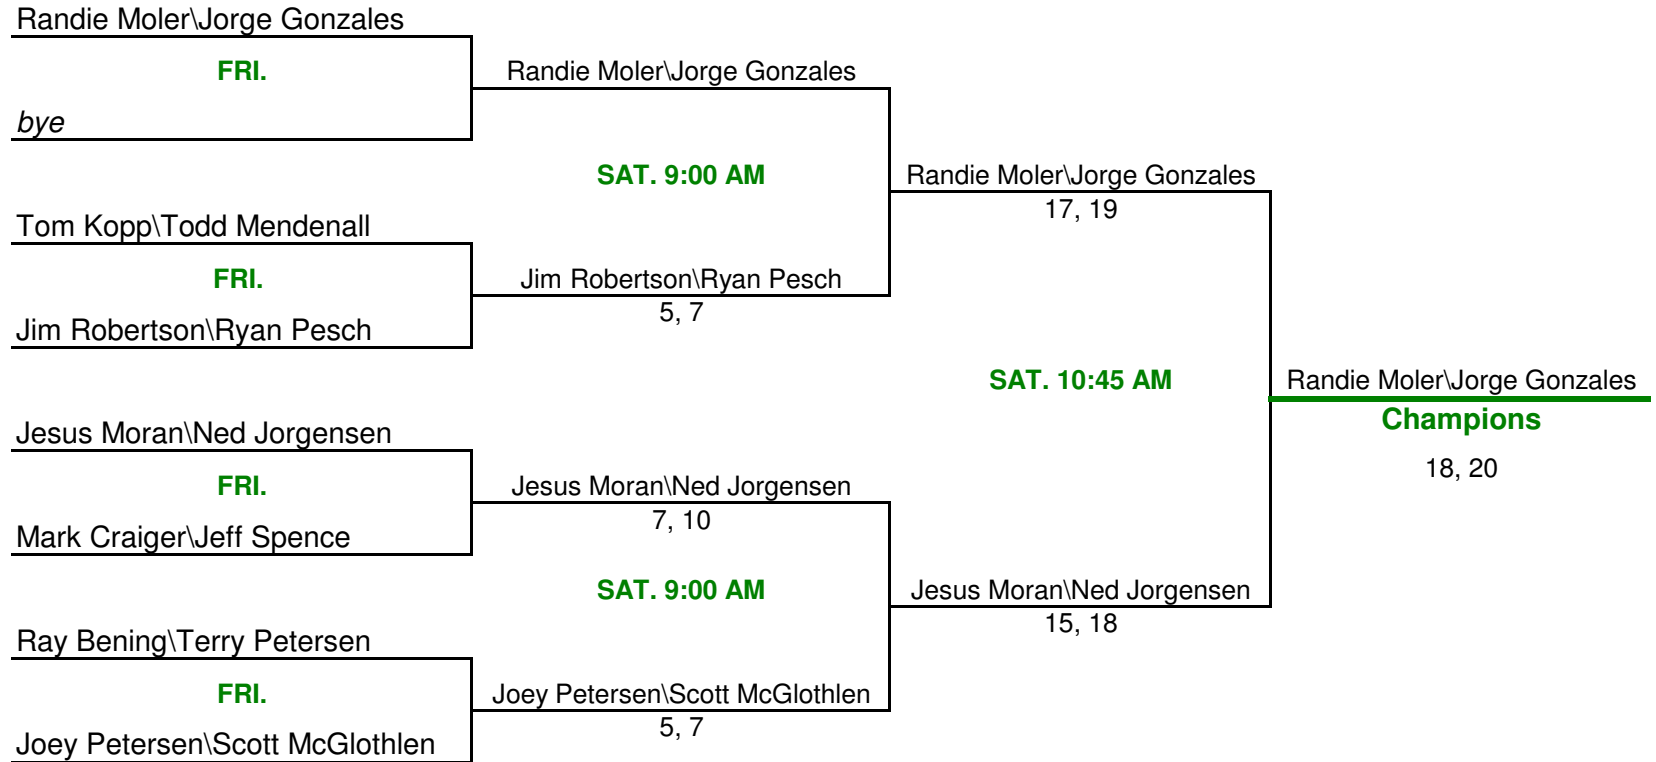 Randie Moler\Jorge Gonzales
FRI.
Randie Moler\Jorge Gonzales
bye
SAT. 9:00 AM
Randie Moler\Jorge Gonzales
17, 19
Tom Kopp\Todd Mendenall
FRI.
Jim Robertson\Ryan Pesch
5, 7
Jim Robertson\Ryan Pesch
SAT. 10:45 AM
Randie Moler\Jorge Gonzales
Champions
18, 20
Jesus Moran\Ned Jorgensen
FRI.
Jesus Moran\Ned Jorgensen
7, 10
Mark Craiger\Jeff Spence
SAT. 9:00 AM
Jesus Moran\Ned Jorgensen
15, 18
Ray Bening\Terry Petersen
FRI.
Joey Petersen\Scott McGlothlen
5, 7
Joey Petersen\Scott McGlothlen